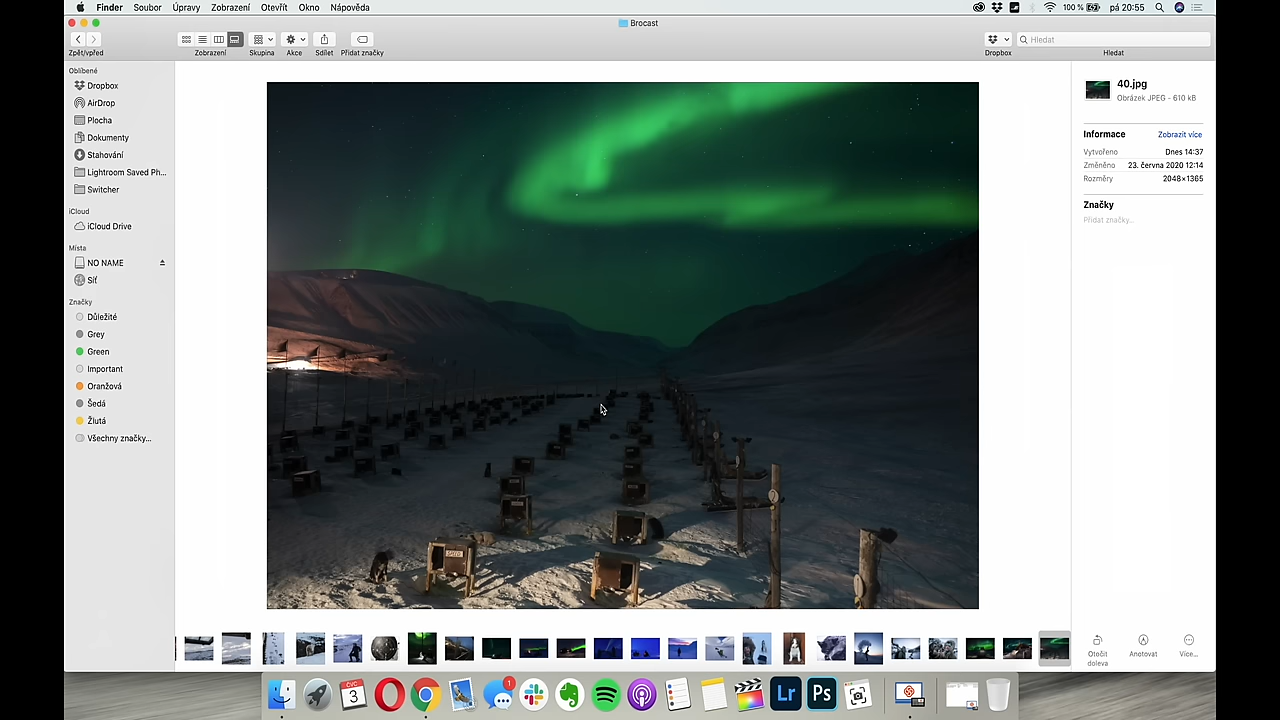 Finder Soubor Úpravy Zobrazení Otevřít Okno Nápověda 100 % pá 20:55
Brocast
Hledat
Zpět/vpřed Zobrazení Skupina Akce Sdílet Přidat značky Dropbox Hledat
Oblíbené
Dropbox
AirDrop
Plocha
Dokumenty
Stahování
Lightroom Saved Ph...
Switcher
iCloud
iCloud Drive
Místa
NO NAME
Síť
Značky
Důležité
Grey
Green
Important
Oranžová
Šedá
Žlutá
Všechny značky...
40.jpg
Obrázek JPEG - 610 kB
Informace Zobrazit více
Vytvořeno Dnes 14:37
Změněno 23. června 2020 12:14
Rozměry 2048×1365
Značky
Přidat značky...
Otočit doleva
Anotovat
Více...
1
CVC
3
Lr
Ps